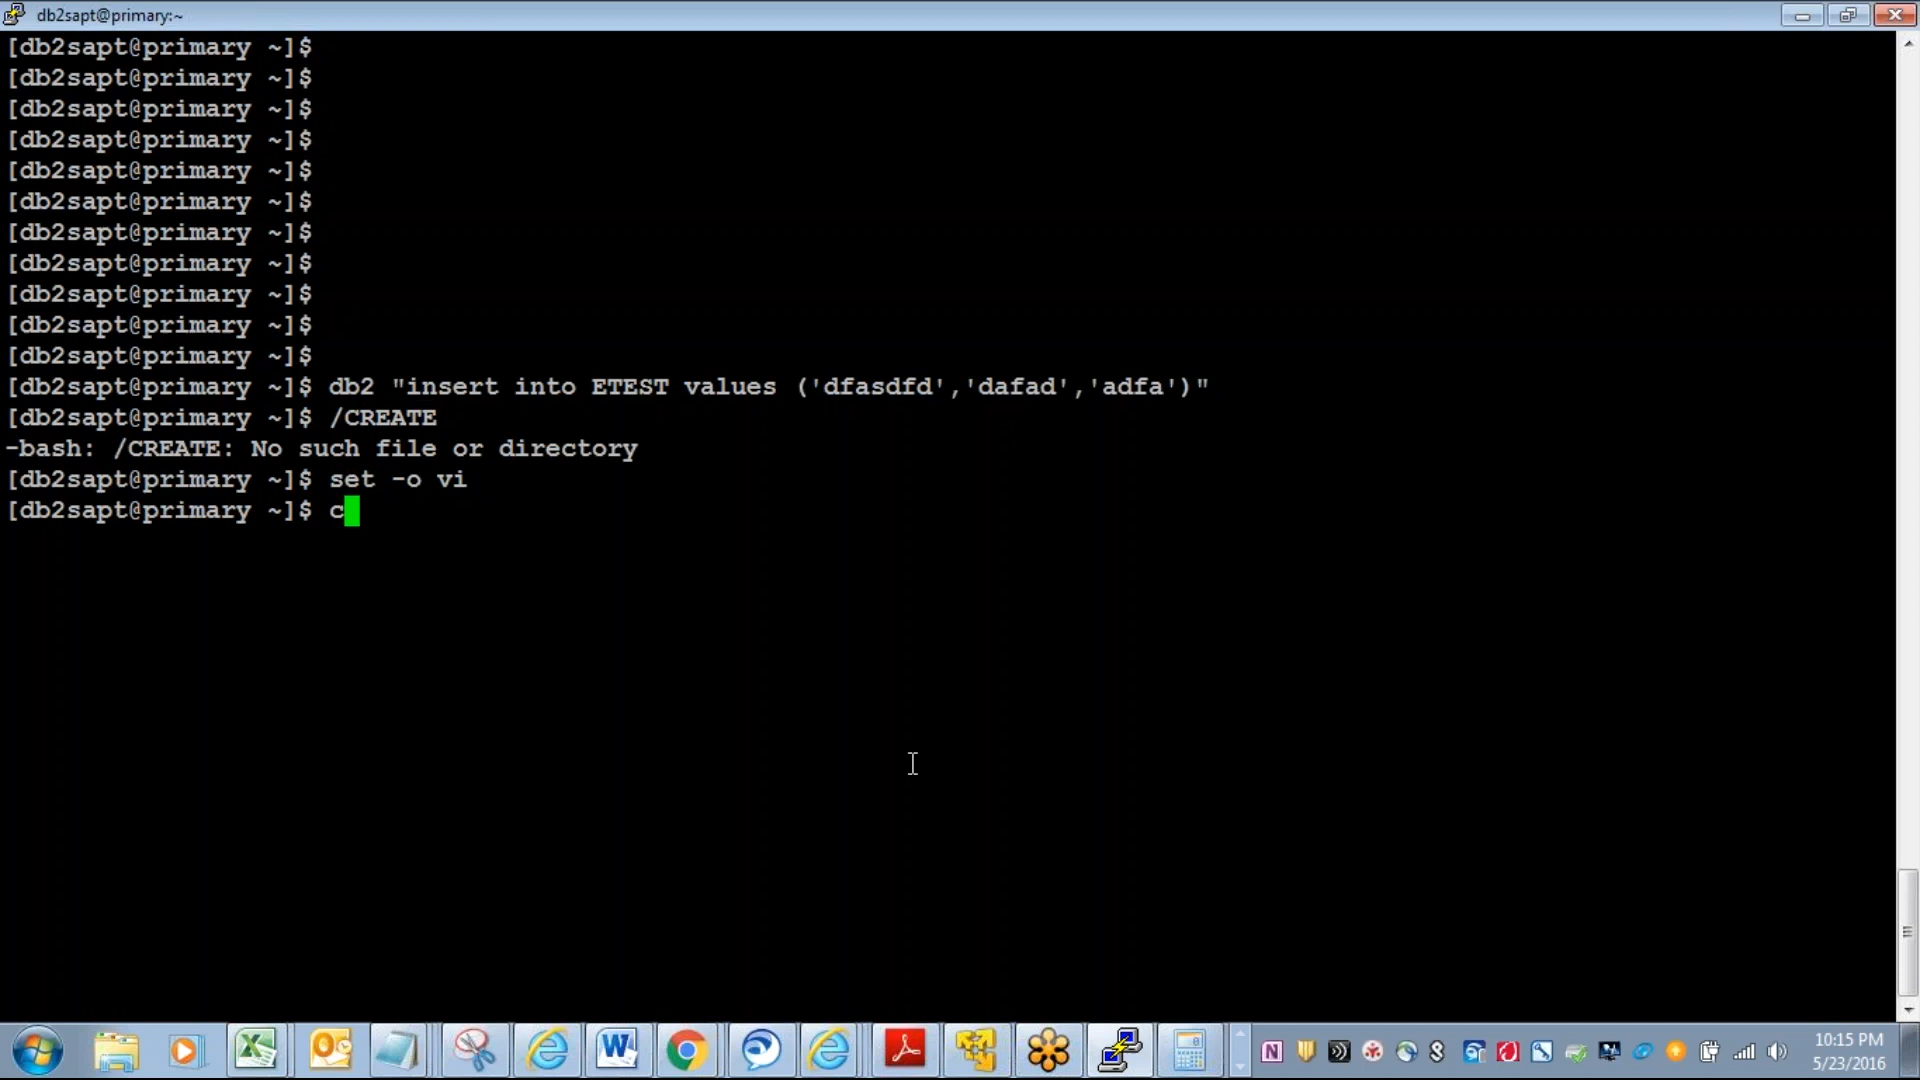 db2sapt@primary:~
[db2sapt@primary ~]$
[db2sapt@primary ~]$
[db2sapt@primary ~]$
[db2sapt@primary ~]$
[db2sapt@primary ~]$
[db2sapt@primary ~]$
[db2sapt@primary ~]$
[db2sapt@primary ~]$
[db2sapt@primary ~]$
[db2sapt@primary ~]$
[db2sapt@primary ~]$
[db2sapt@primary ~]$ db2 "insert into ETEST values ('dfasdfd','dafad','adfa')"
[db2sapt@primary ~]$ /CREATE
-bash: /CREATE: No such file or directory
[db2sapt@primary ~]$ set -o vi
[db2sapt@primary ~]$ c
10:15 PM
5/23/2016